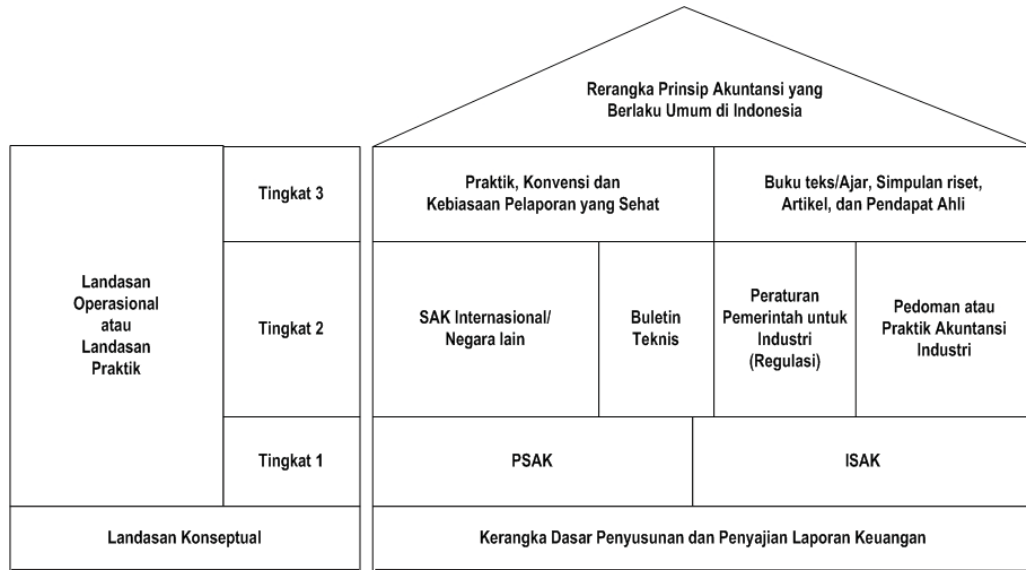 Rerangka Prinsip Akuntansi yang
Berlaku Umum di Indonesia
Landasan
Operasional
atau
Landasan
Praktik
Tingkat 3
Praktik, Konvensi dan
Kebiasaan Pelaporan yang Sehat
Buku teks/Ajar, Simpulan riset,
Artikel, dan Pendapat Ahli
Tingkat 2
SAK Internasional/
Negara lain
Buletin
Teknis
Peraturan
Pemerintah untuk
Industri
(Regulasi)
Pedoman atau
Praktik Akuntansi
Industri
Tingkat 1
PSAK
ISAK
Landasan Konseptual
Kerangka Dasar Penyusunan dan Penyajian Laporan Keuangan